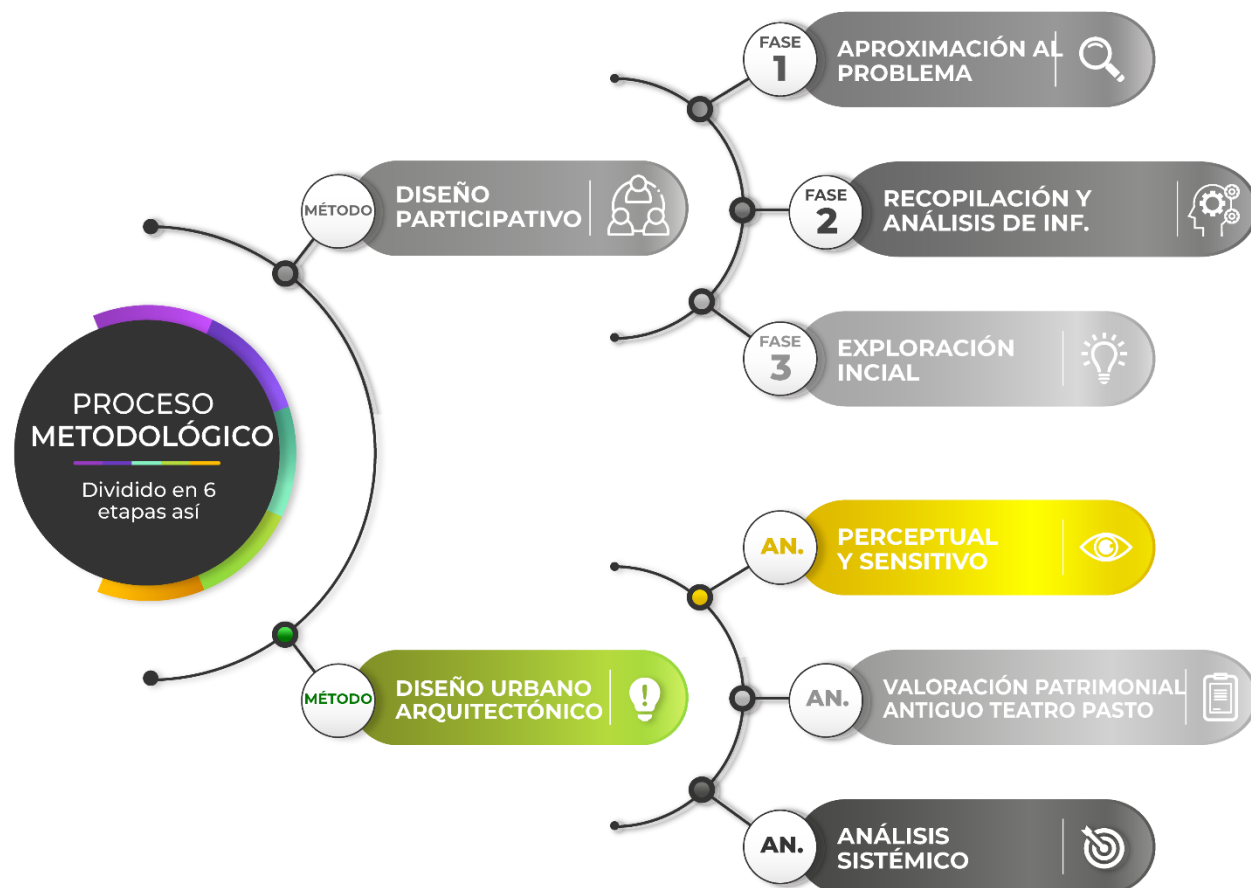 PROCESO
METODOLÓGICO
Dividido en 6
etapas así
MÉTODO
DISEÑO
PARTICIPATIVO
FASE
1
APROXIMACIÓN AL
PROBLEMA
FASE
2
RECOPILACIÓN Y
ANÁLISIS DE INF.
FASE
3
EXPLORACIÓN
INCIAL
MÉTODO
DISEÑO URBANO
ARQUITECTÓNICO
AN.
PERCEPTUAL
Y SENSITIVO
AN.
VALORACIÓN PATRIMONIAL
ANTIGUO TEATRO PASTO
AN.
ANÁLISIS
SISTÉMICO